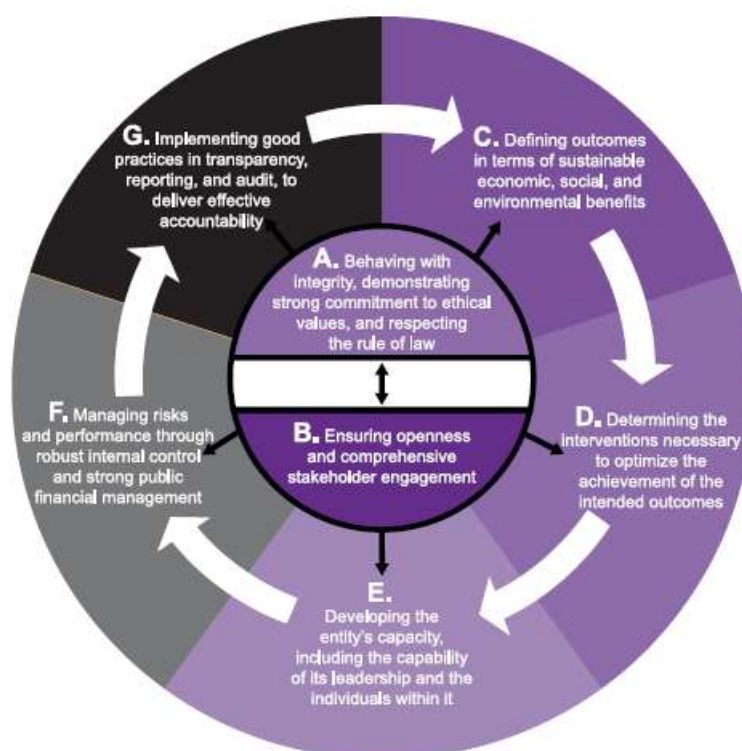 G. Implementing good
practices in transparency,
reporting, and audit, to
deliver effective
accountability
C. Defining outcomes
in terms of sustainable
economic, social, and
environmental benefits
A. Behaving with
integrity, demonstrating
strong commitment to ethical
values, and respecting
the rule of law
B. Ensuring openness
and comprehensive
stakeholder engagement
F. Managing risks
and performance through
robust internal control
and strong public
financial management
D. Determining the
interventions necessary
to optimize the
achievement of the
intended outcomes
E.
Developing the
entity's capacity,
including the capability
of its leadership and the
individuals within it